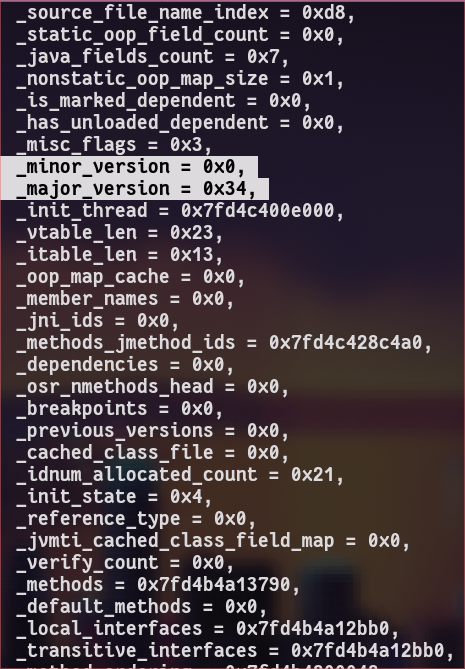 _source_file_name_index = 0xd8,
_static_oop_field_count = 0x0,
_java_fields_count = 0x7,
_nonstatic_oop_map_size = 0x1,
_is_marked_dependent = 0x0,
_has_unloaded_dependent = 0x0,
_misc_flags = 0x3,
_minor_version = 0x0,
_major_version = 0x34,
_init_thread = 0x7fd4c400e000,
_vtable_len = 0x23,
_itable_len = 0x13,
_oop_map_cache = 0x0,
_member_names = 0x0,
_jni_ids = 0x0,
_methods_jmethod_ids = 0x7fd4c428c4a0,
_dependencies = 0x0,
_osr_nmethods_head = 0x0,
_breakpoints = 0x0,
_previous_versions = 0x0,
_cached_class_file = 0x0,
_idnum_allocated_count = 0x21,
_init_state = 0x4,
_reference_type = 0x0,
_jvmti_cached_class_field_map = 0x0,
_verify_count = 0x0,
_methods = 0x7fd4b4a13790,
_default_methods = 0x0,
_local_interfaces = 0x7fd4b4a12bb0,
_transitive_interfaces = 0x7fd4b4a12bb0,